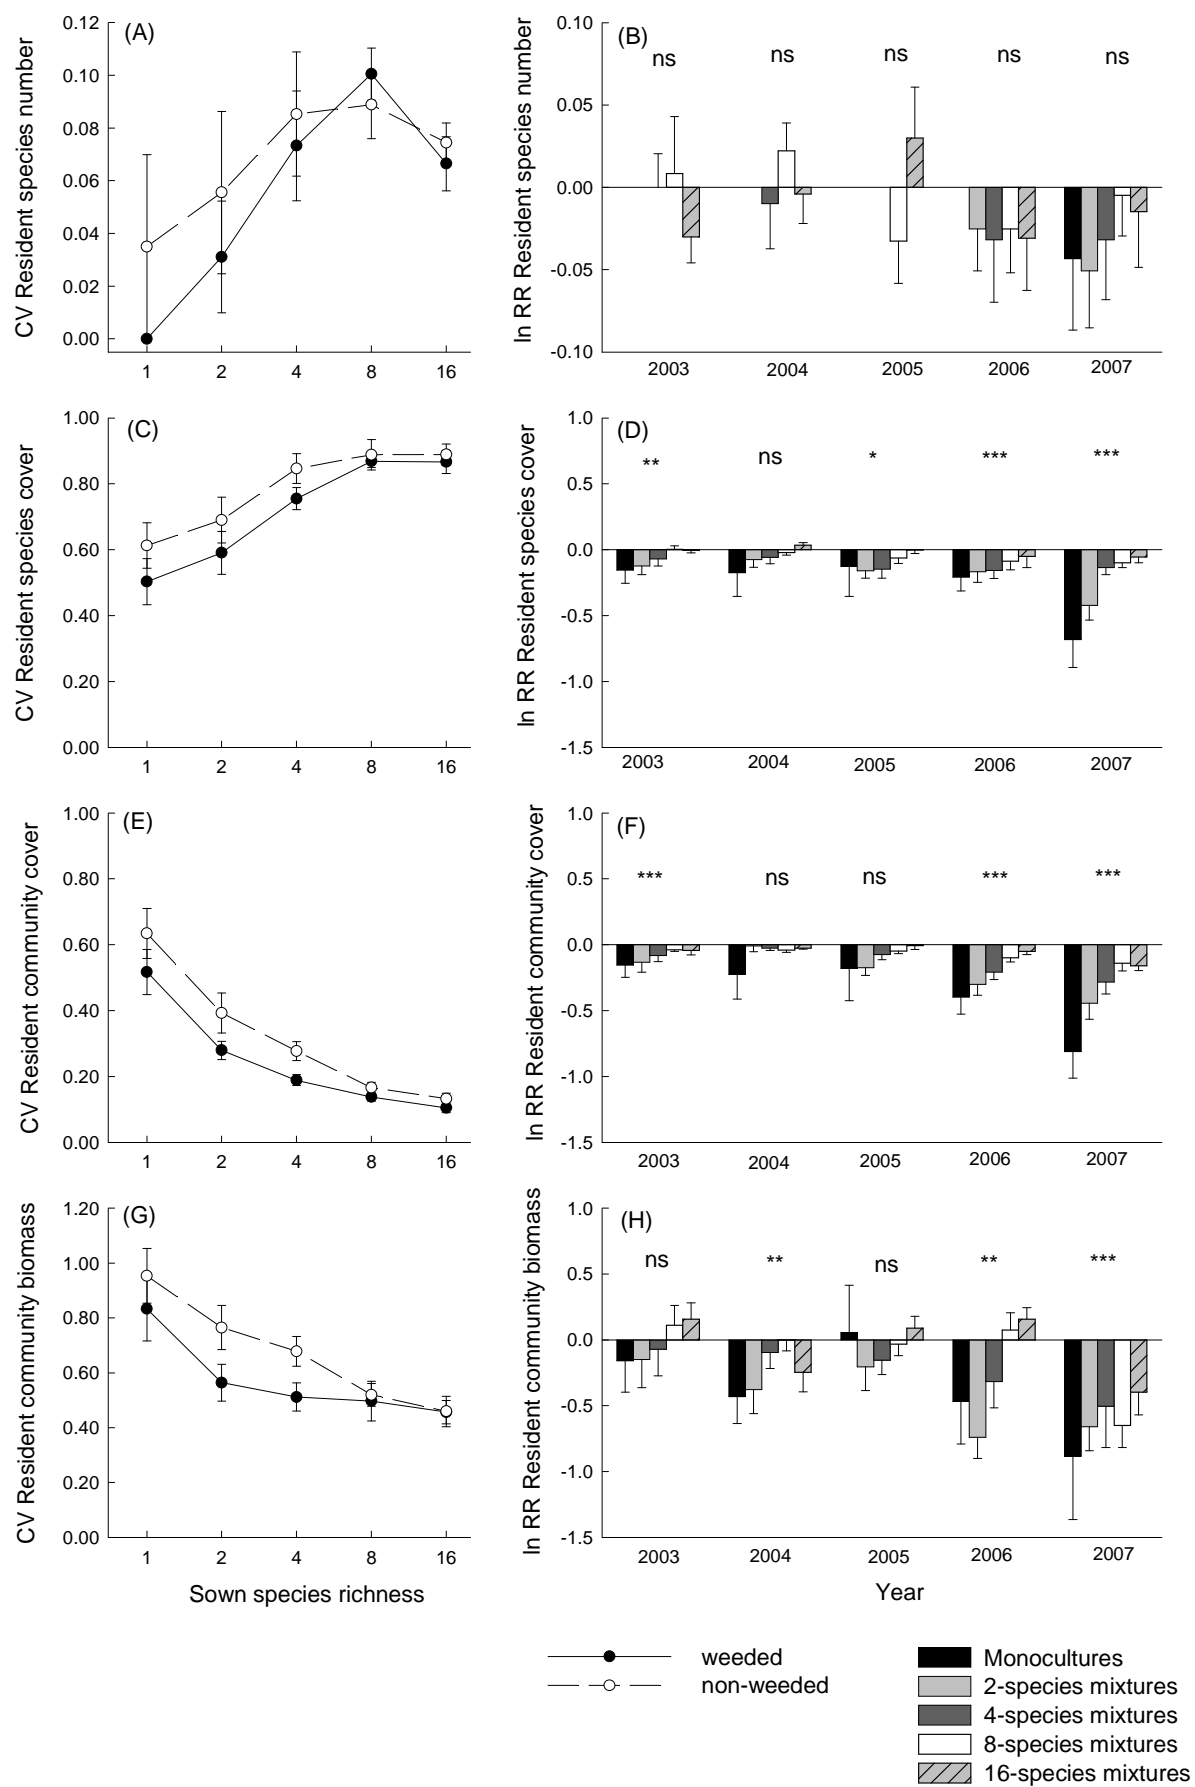 CV Resident species number
(A)
0.12
0.10
0.08
0.06
0.04
0.02
0.00
1 2 4 8 16
ln RR Resident species number
(B)
0.10
0.05
0.00
-0.05
-0.10
ns ns ns ns ns
2003 2004 2005 2006 2007
CV Resident species cover
(C)
1.00
0.80
0.60
0.40
0.20
0.00
1 2 4 8 16
ln RR Resident species cover
(D)
1.0
0.5
0.0
-0.5
-1.0
-1.5
** ns * *** ***
2003 2004 2005 2006 2007
CV Resident community cover
(E)
1.00
0.80
0.60
0.40
0.20
0.00
1 2 4 8 16
ln RR Resident community cover
(F)
1.0
0.5
0.0
-0.5
-1.0
-1.5
*** ns ns *** ***
2003 2004 2005 2006 2007
CV Resident community biomass
(G)
1.20
1.00
0.80
0.60
0.40
0.20
0.00
1 2 4 8 16
Sown species richness
ln RR Resident community biomass
(H)
1.0
0.5
0.0
-0.5
-1.0
-1.5
ns ** ns ** ***
2003 2004 2005 2006 2007
Year
weeded
non-weeded
Monocultures
2-species mixtures
4-species mixtures
8-species mixtures
16-species mixtures